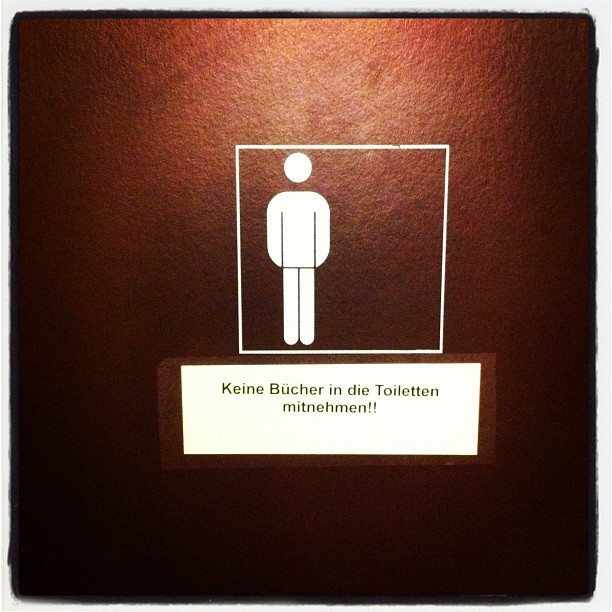 Keine Bücher in die Toiletten
mitnehmen!!